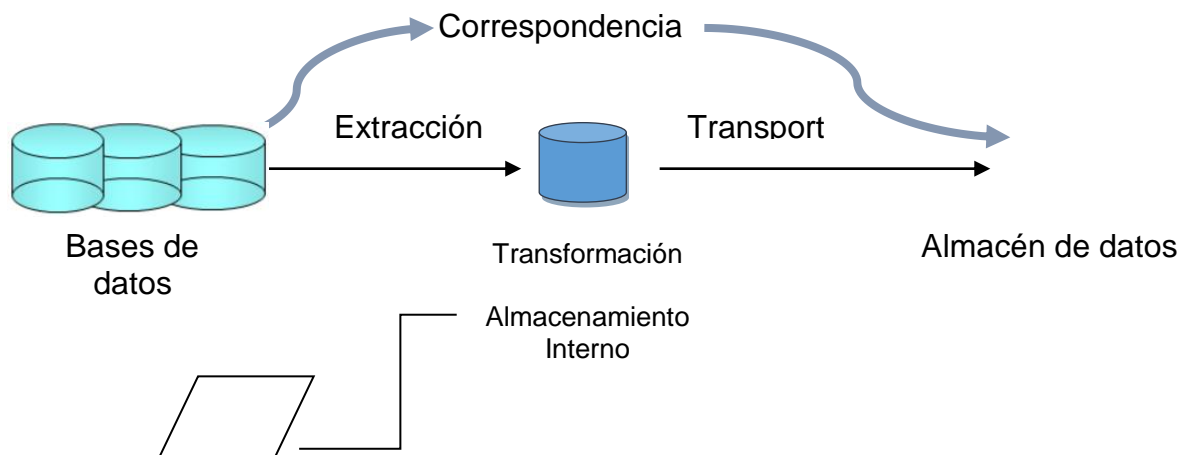 Correspondencia
Extracción
Transport
Bases de
datos
Transformación
Almacén de datos
Almacenamiento
Interno